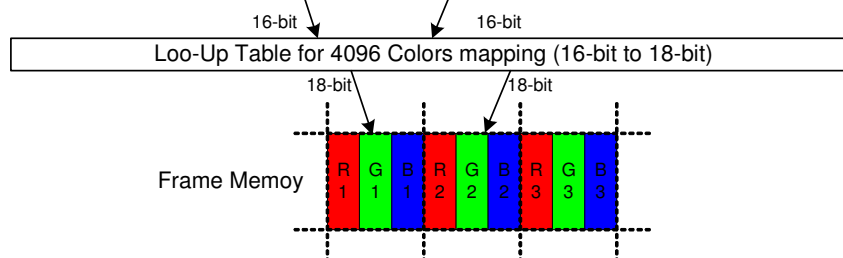 16-bit 16-bit
Loo-Up Table for 4096 Colors mapping (16-bit to 18-bit)
18-bit 18-bit
Frame Memoy
R G B R G B R G B
1 1 1 2 2 2 3 3 3